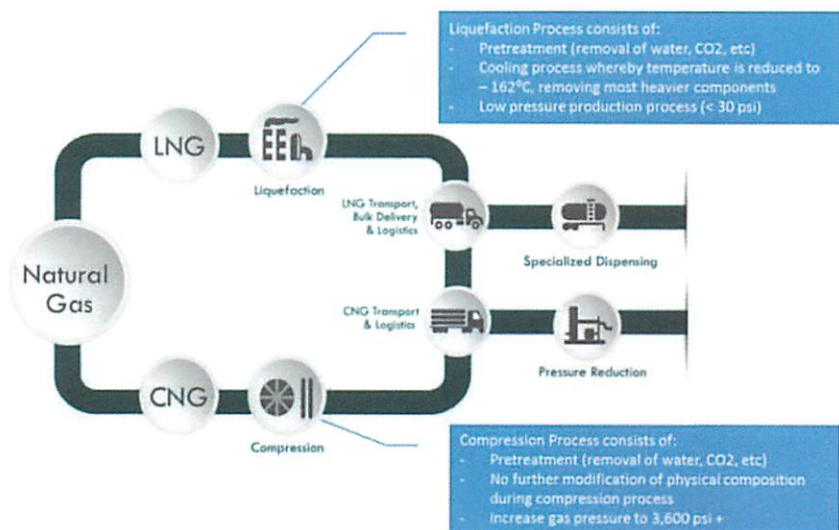 Liquefaction Process consists of:
- Pretreatment (removal of water, CO2, etc)
- Cooling process whereby temperature is reduced to
– 162°C, removing most heavier components
- Low pressure production process (< 30 psi)
LNG
Liquefaction
LNG Transport,
Bulk Delivery
& Logistics
Specialized Dispensing
Natural
Gas
CNG Transport
& Logistics
Pressure Reduction
CNG
Compression
Compression Process consists of:
- Pretreatment (removal of water, CO2, etc)
- No further modification of physical composition
during compression process
- Increase gas pressure to 3,600 psi +